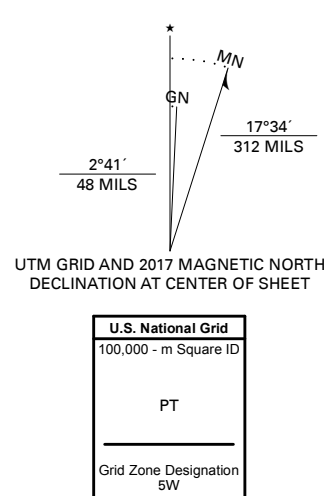 ★
MN
GN
17°34´
312 MILS
2°41´
48 MILS
UTM GRID AND 2017 MAGNETIC NORTH
DECLINATION AT CENTER OF SHEET
U.S. National Grid
100,000 - m Square ID
PT
Grid Zone Designation
5W